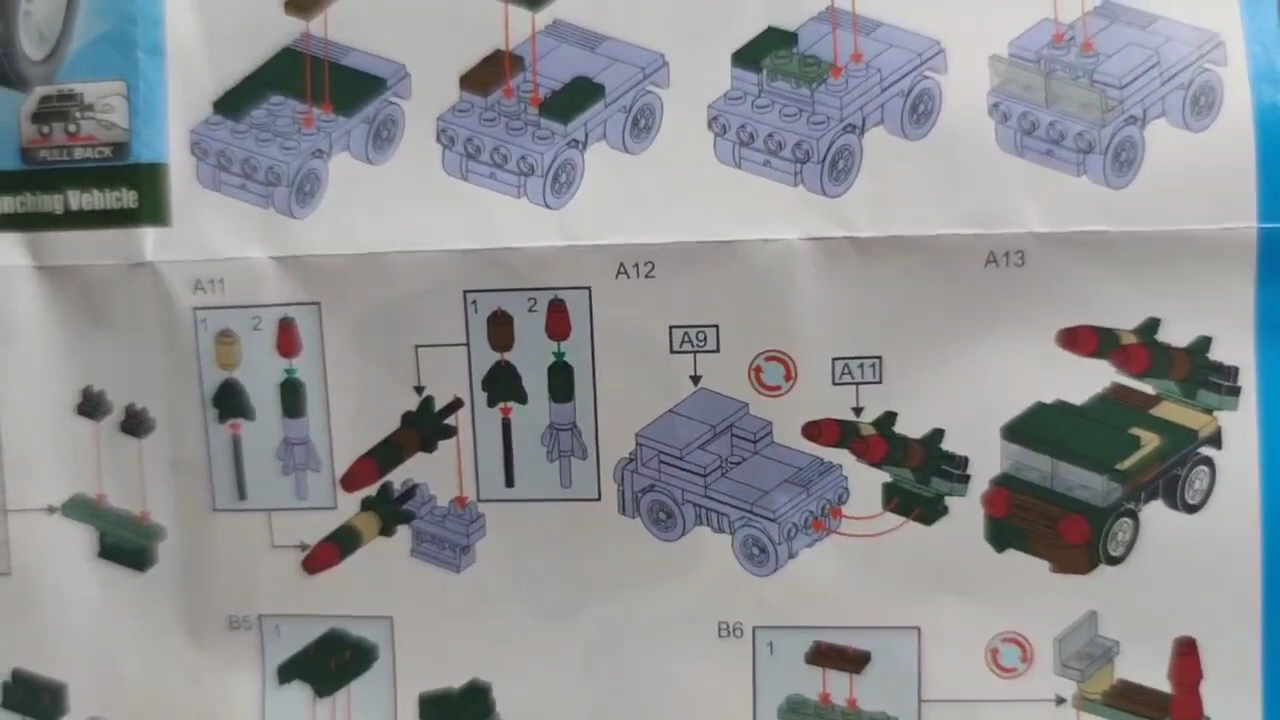 PULL BACK
nching Vehicle
A11
1 2
1 2
A12
A9
A11
A13
B5
1
B6
1